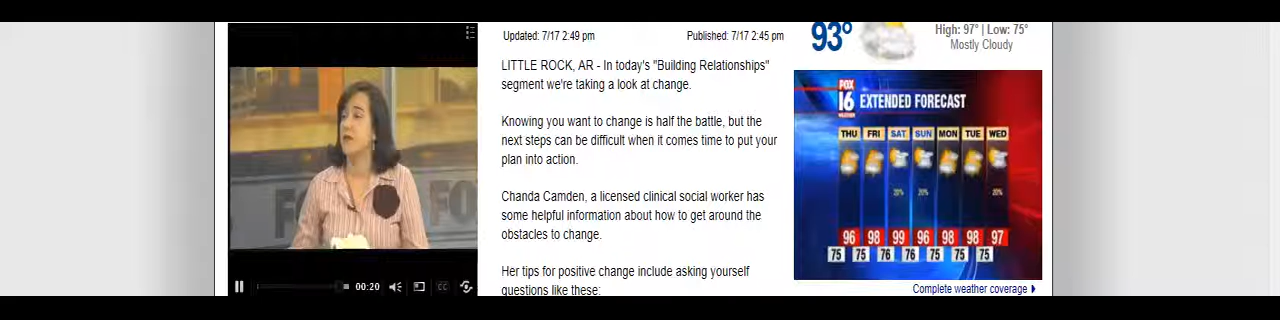 Updated: 7/17 2:49 pm
Published: 7/17 2:45 pm
LITTLE ROCK, AR - In today's "Building Relationships"
segment we're taking a look at change.
Knowing you want to change is half the battle, but the
next steps can be difficult when it comes time to put your
plan into action.
Chanda Camden, a licensed clinical social worker has
some helpful information about how to get around the
obstacles to change.
Her tips for positive change include asking yourself
questions like these:
00:20
CC
FO
93°
High: 97° | Low: 75°
Mostly Cloudy
FOX
16
EXTENDED FORECAST
THU FRI SAT SUN MON TUE WED
20% 20% 20%
96 98 99 96 98 98 97
75 75 76 76 75 75 75
Complete weather coverage